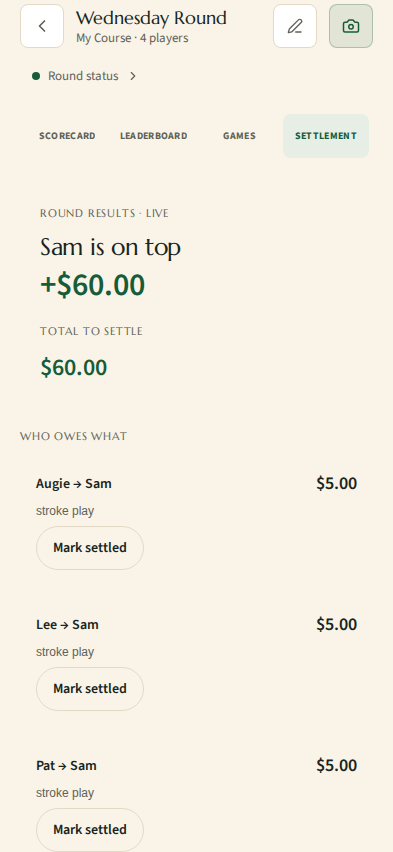 Wednesday Round
My Course · 4 players
Round status
SCORECARD LEADERBOARD GAMES SETTLEMENT
ROUND RESULTS · LIVE
Sam is on top
+$60.00
TOTAL TO SETTLE
$60.00
WHO OWES WHAT
Augie → Sam $5.00
stroke play
Mark settled
Lee → Sam $5.00
stroke play
Mark settled
Pat → Sam $5.00
stroke play
Mark settled